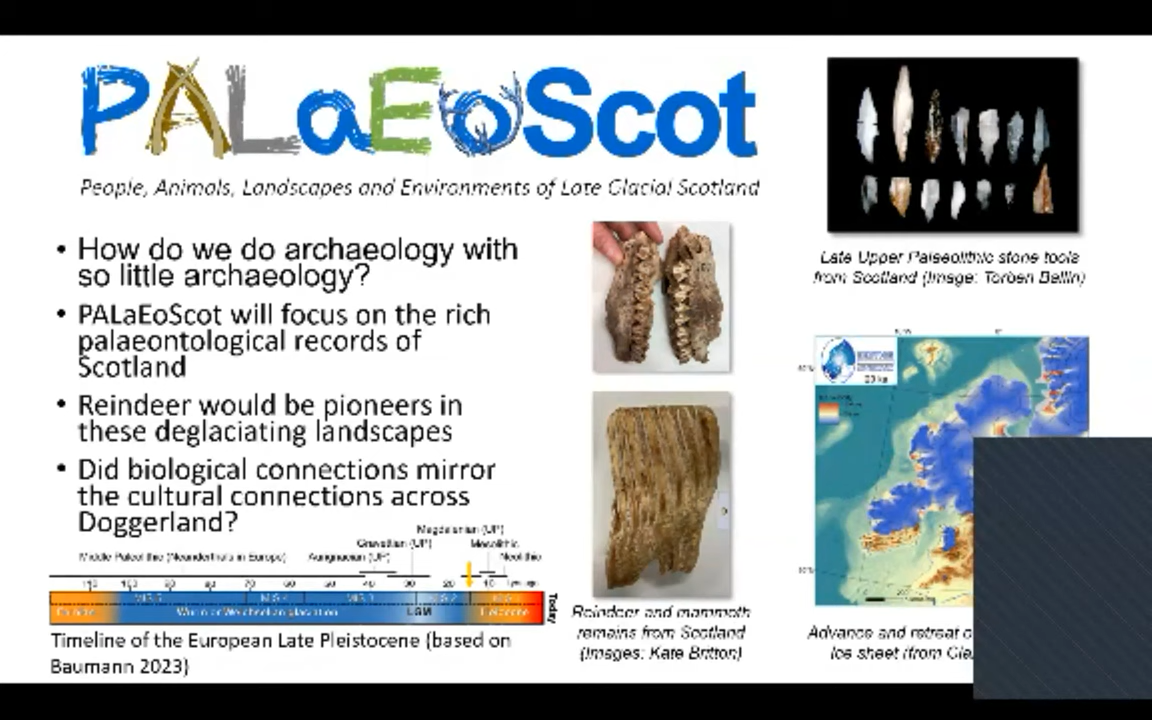 PALaEoScot
People, Animals, Landscapes and Environments of Late Glacial Scotland
• How do we do archaeology with
so little archaeology?
• PALaEoScot will focus on the rich
palaeontological records of
Scotland
• Reindeer would be pioneers in
these deglaciating landscapes
• Did biological connections mirror
the cultural connections across
Doggerland?
Magdalenian (UP)
Gravettian (UP)
Mesolithic
Middle Paleolithic (Neanderthals in Europe)
Aurignacian (UP)
Neolithic
LGM
Today
Timeline of the European Late Pleistocene (based on
Baumann 2023)
Reindeer and mammoth
remains from Scotland
(Images: Kate Britton)
Late Upper Palaeolithic stone tools
from Scotland (Image: Torben Ballin)
Advance and retreat
Ice sheet (from